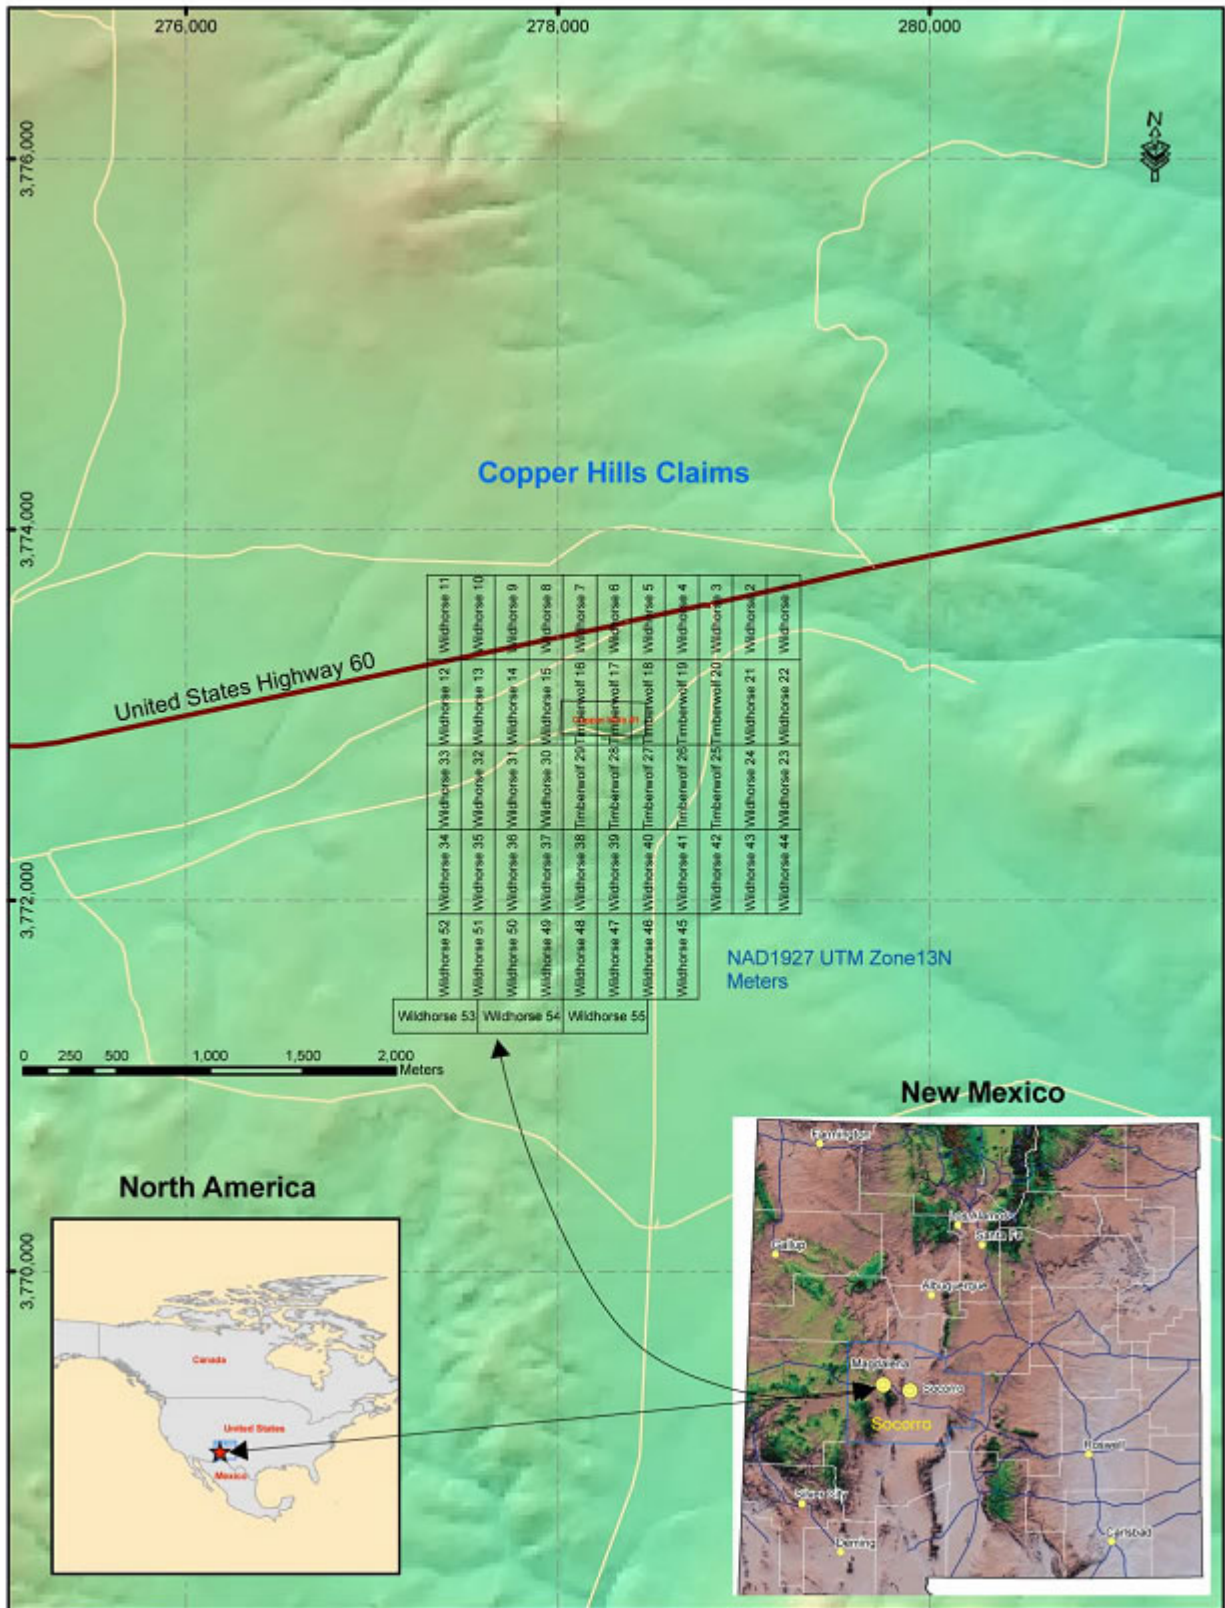 276,000
278,000
280,000
N
3,776,000
Copper Hills Claims
3,774,000
Wildhorse 11
Wildhorse 10
Wildhorse 9
Wildhorse 8
Wildhorse 7
Wildhorse 6
Wildhorse 5
Wildhorse 4
Wildhorse 3
Wildhorse 2
Wildhorse
United States Highway 60
Wildhorse 12
Wildhorse 13
Wildhorse 14
Wildhorse 15
Timberwolf 16
Timberwolf 17
Timberwolf 18
Timberwolf 19
Timberwolf 20
Wildhorse 21
Wildhorse 22
Wildhorse 33
Wildhorse 32
Wildhorse 31
Wildhorse 30
Timberwolf 29
Timberwolf 28
Timberwolf 27
Timberwolf 26
Timberwolf 25
Wildhorse 24
Wildhorse 23
3,772,000
Wildhorse 34
Wildhorse 35
Wildhorse 36
Wildhorse 37
Wildhorse 38
Wildhorse 39
Wildhorse 40
Wildhorse 41
Wildhorse 42
Wildhorse 43
Wildhorse 44
Wildhorse 52
Wildhorse 51
Wildhorse 50
Wildhorse 49
Wildhorse 48
Wildhorse 47
Wildhorse 46
Wildhorse 45
NAD1927 UTM Zone13N
Meters
Wildhorse 53
Wildhorse 54
Wildhorse 55
0 250 500 1,000 1,500 2,000
Meters
New Mexico
North America
3,770,000
Canada
United States
Mexico
Farmington
Los Alamos
Santa Fe
Gallup
Albuquerque
Magdalena
Socorro
Socorro
Roswell
Silver City
Deming
Carlsbad